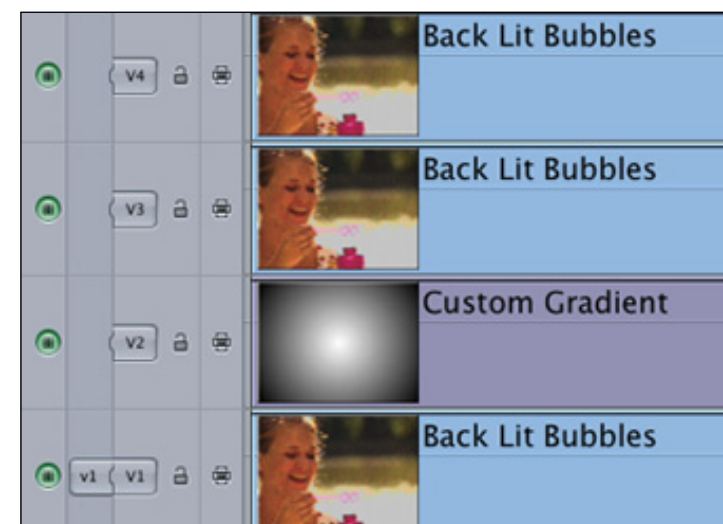 V4 Back Lit Bubbles
V3 Back Lit Bubbles
V2 Custom Gradient
v1 V1 Back Lit Bubbles